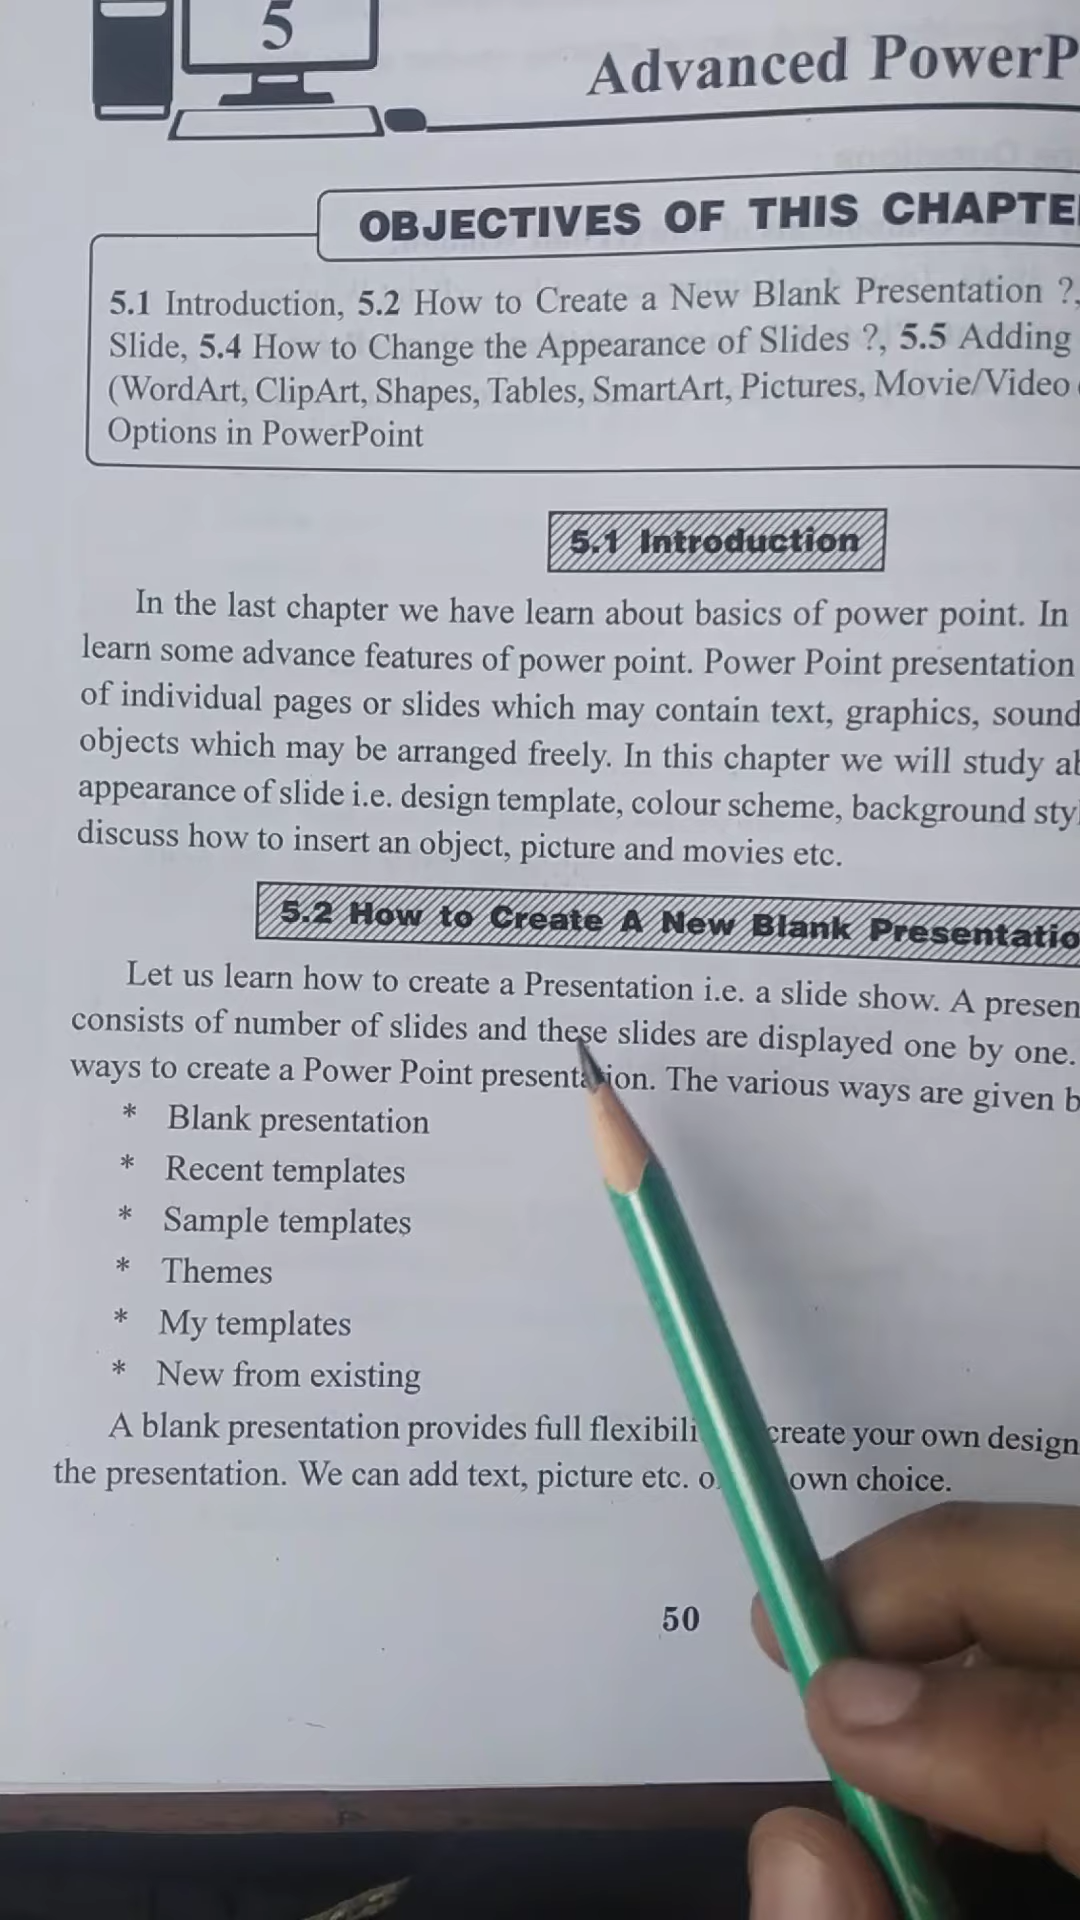 5
Advanced PowerP
OBJECTIVES OF THIS CHAPTE
5.1 Introduction, 5.2 How to Create a New Blank Presentation ?,
Slide, 5.4 How to Change the Appearance of Slides ?, 5.5 Adding
(WordArt, ClipArt, Shapes, Tables, SmartArt, Pictures, Movie/Video
Options in PowerPoint
5.1 Introduction
In the last chapter we have learn about basics of power point. In
learn some advance features of power point. Power Point presentation
of individual pages or slides which may contain text, graphics, sound
objects which may be arranged freely. In this chapter we will study
appearance of slide i.e. design template, colour scheme, background
discuss how to insert an object, picture and movies etc.
5.2 How to Create A New Blank Presentatio
Let us learn how to create a Presentation i.e. a slide show. A presen
consists of number of slides and these slides are displayed one by one.
ways to create a Power Point presentation. The various ways are given b
* Blank presentation
* Recent templates
* Sample templates
* Themes
* My templates
* New from existing
A blank presentation provides full flexibili create your own design
the presentation. We can add text, picture etc. own choice.
50